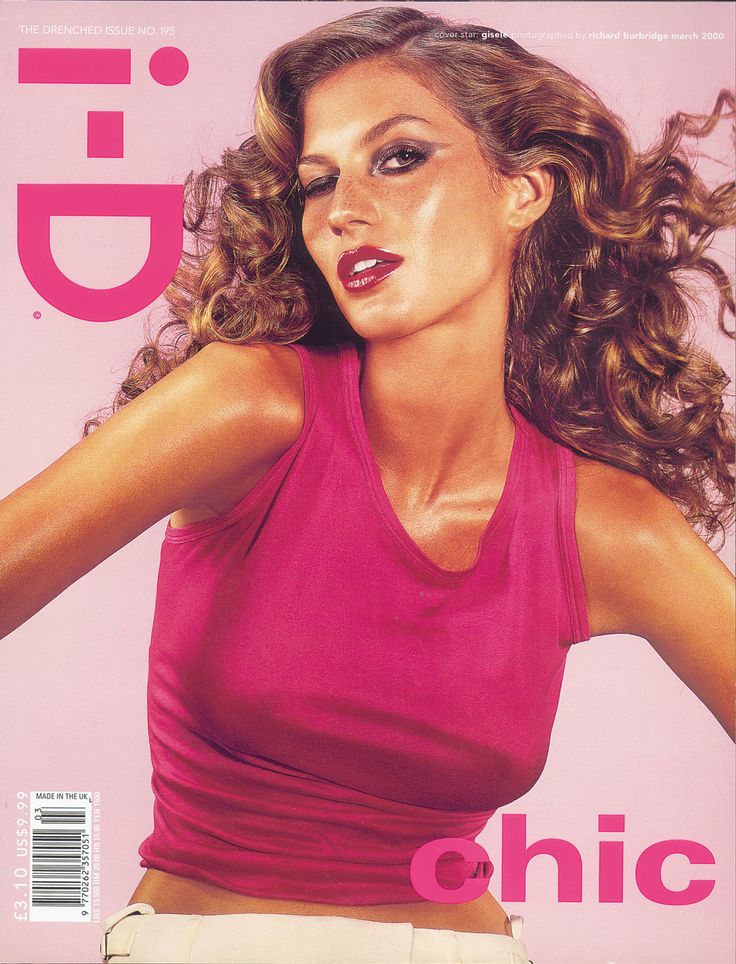 THE DRENCHED ISSUE NO.195
cover star: gisele photographed by richard burbridge march 2000
i-D
©
MADE IN THE UK
03
9 770262 357051
£3.10 US$9.99
chic